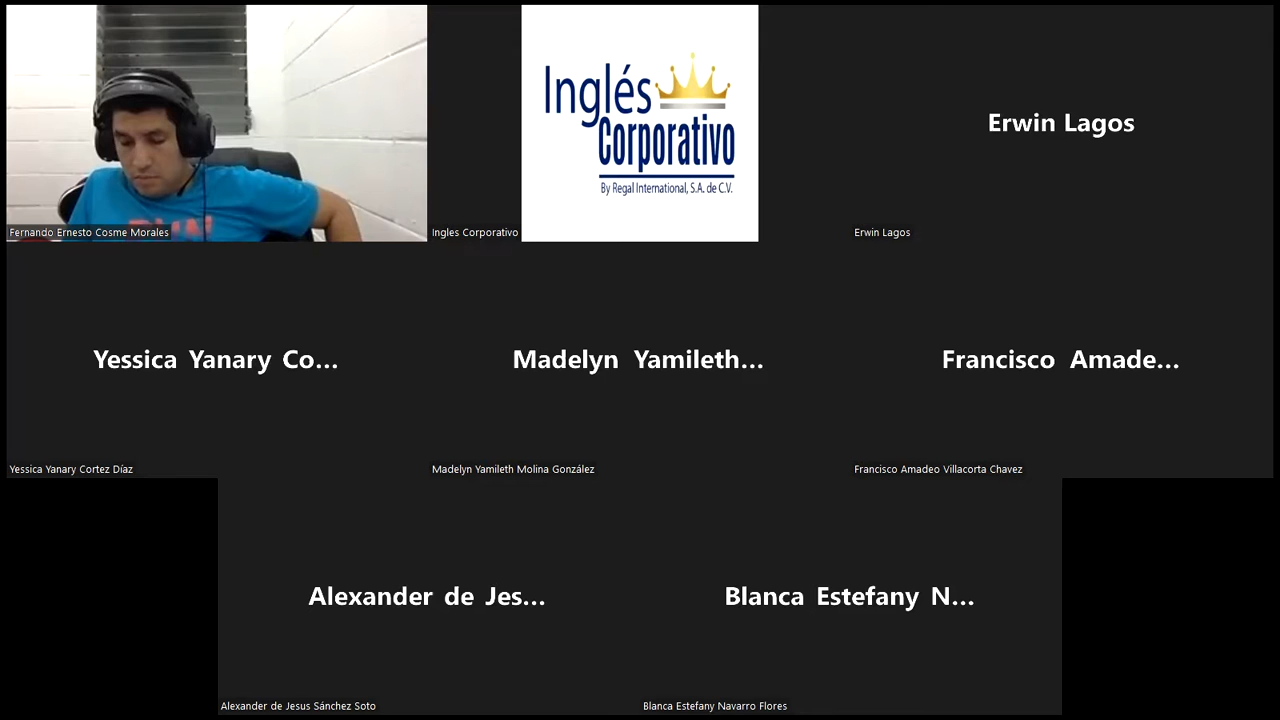 Fernando Ernesto Cosme Morales
Inglés
Corporativo
By Regal International, S.A. de C.V.
Ingles Corporativo
Erwin Lagos
Erwin Lagos
Yessica Yanary Co...
Yessica Yanary Cortez Díaz
Madelyn Yamileth...
Madelyn Yamileth Molina González
Francisco Amade...
Francisco Amadeo Villacorta Chavez
Alexander de Jes...
Alexander de Jesus Sánchez Soto
Blanca Estefany N...
Blanca Estefany Navarro Flores